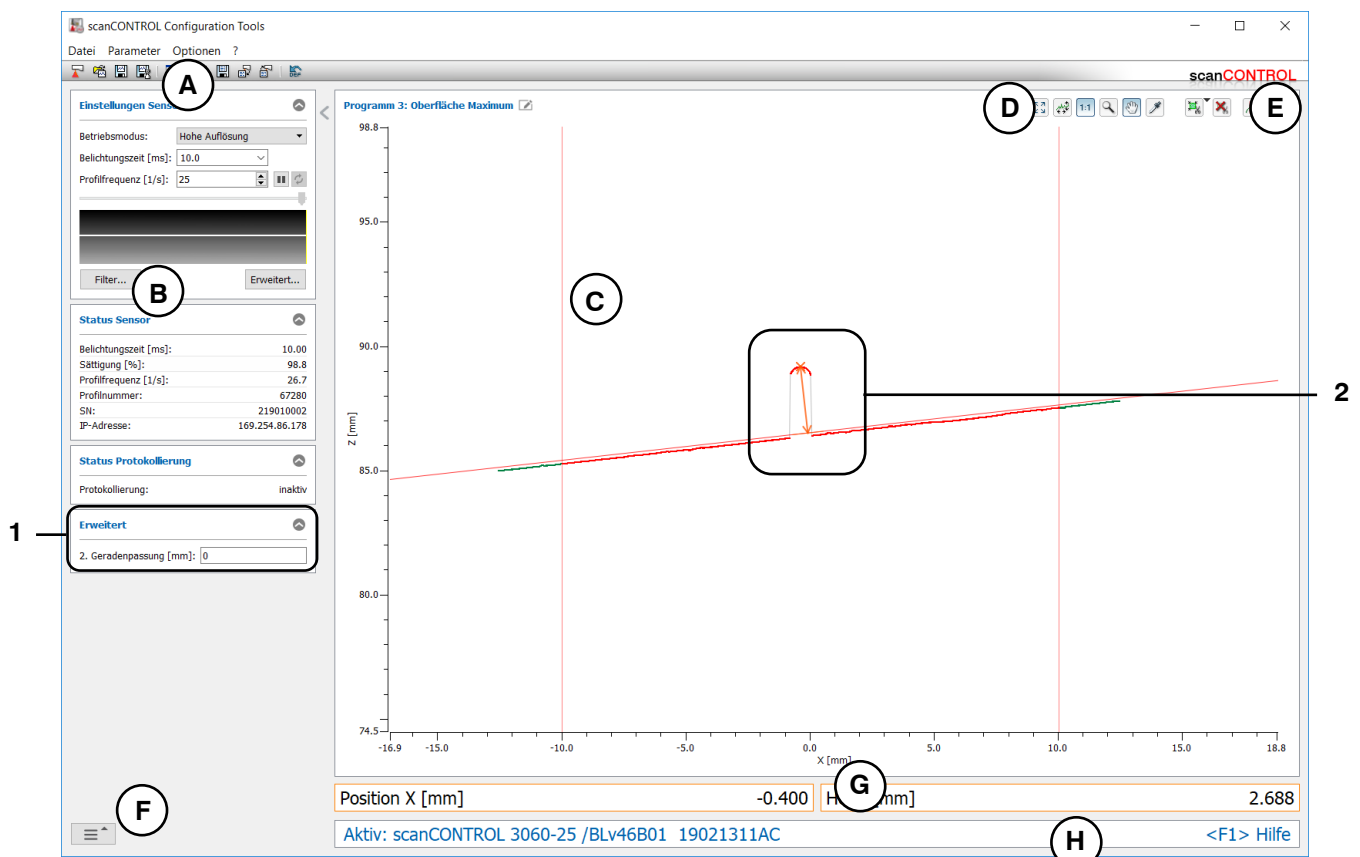 scanCONTROL Configuration Tools
Datei Parameter Optionen ?
scanCONTROL
A
Einstellungen
Betriebsmodus: Hohe Auflösung
Belichtungszeit [ms]: 10.0
Profilfrequenz [1/s]: 25
Filter... Erweitert...
B
Status Sensor
Belichtungszeit [ms]: 10.00
Sättigung [%]: 98.8
Profilfrequenz [1/s]: 26.7
Profilnummer: 67280
SN: 219010002
IP-Adresse: 169.254.86.178
Status Protokollierung
Protokollierung: inaktiv
1
Erweitert
2. Geradenpassung [mm]: 0
F
Programm 3: Oberfläche Maximum
D
1:1
E
98.8
95.0
90.0
85.0
80.0
74.5
Z [mm]
C
2
-16.9 -15.0 -10.0 -5.0 0.0 5.0 10.0 15.0 18.8
X [mm]
G
Position X [mm] -0.400
[mm] 2.688
Aktiv: scanCONTROL 3060-25 /BLv46B01 19021311AC
H
<F1> Hilfe